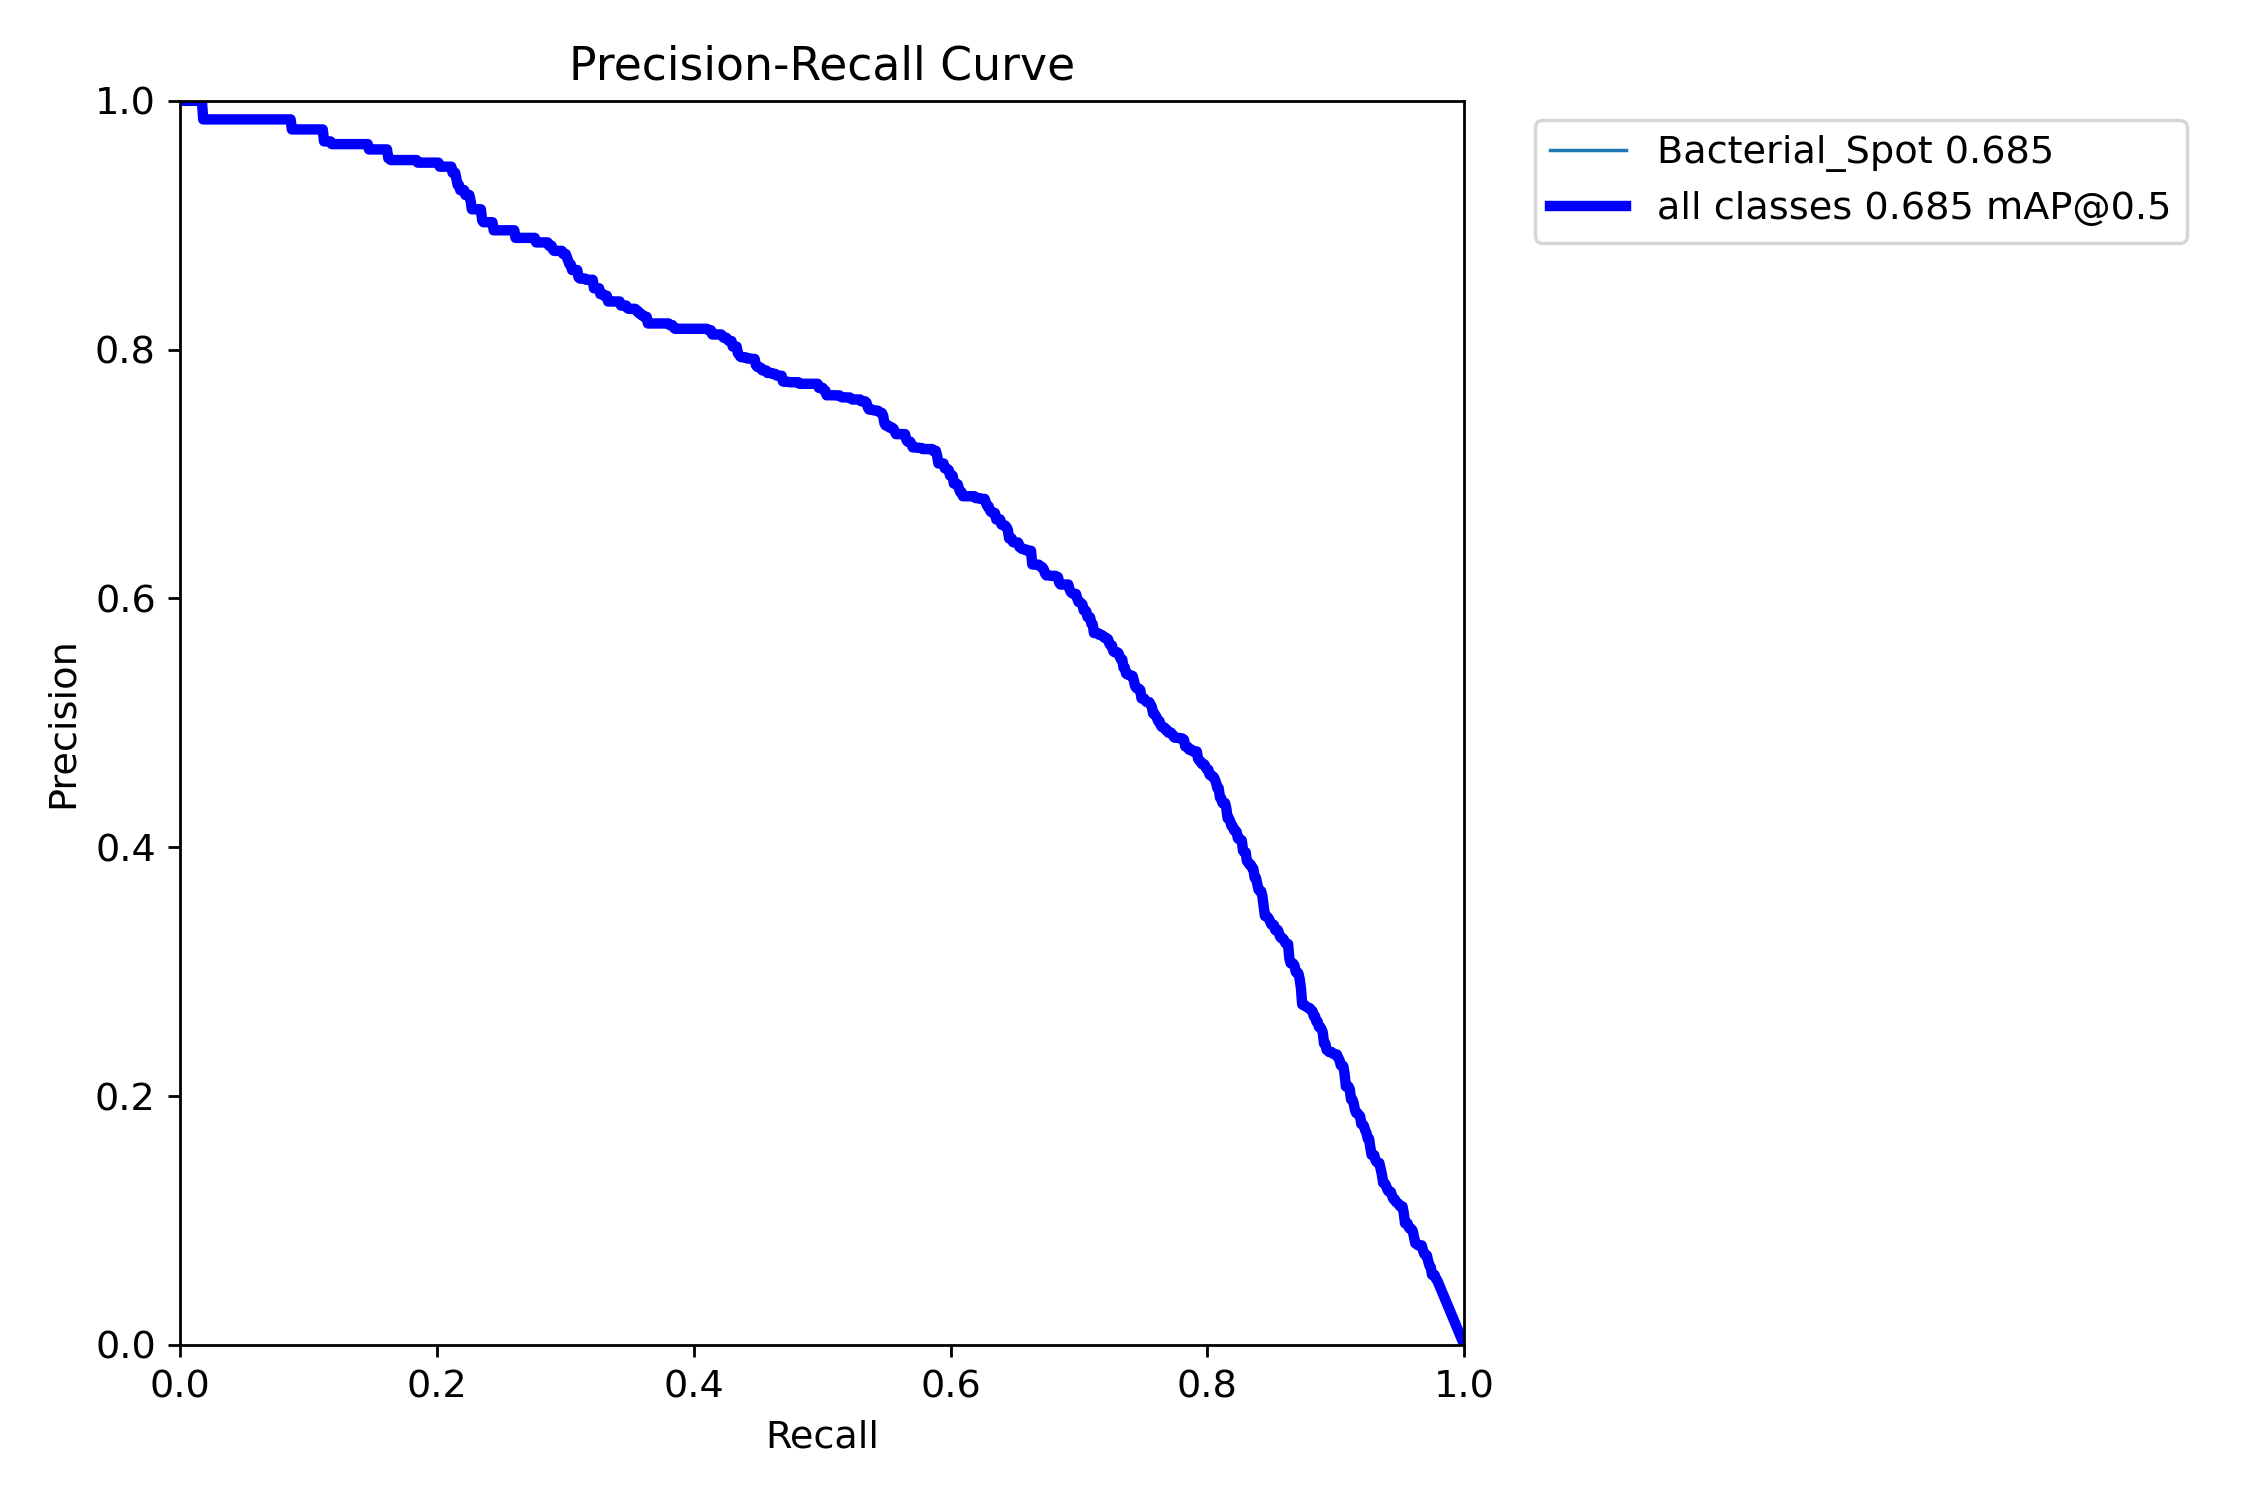 Precision-Recall Curve
1.0
0.8
0.6
0.4
0.2
0.0
Precision
0.0 0.2 0.4 0.6 0.8 1.0
Recall
Bacterial_Spot 0.685
all classes 0.685 mAP@0.5